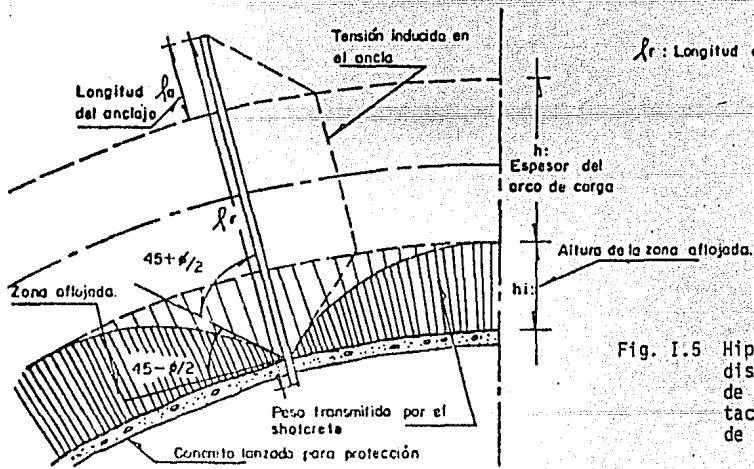 Tensión inducida en
el ancla
Longitud ℓa
del anclaje
ℓr : Longitud
h:
Espesor del
arco de carga
ℓr
45+ø/2
Altura de la zona aflojada.
Zona aflojada.
hi:
45-ø/2
Peso transmitido por el
shotcrete
Concreto lanzado para protección
Fig. I.5 Hip
dis
de
tac
de